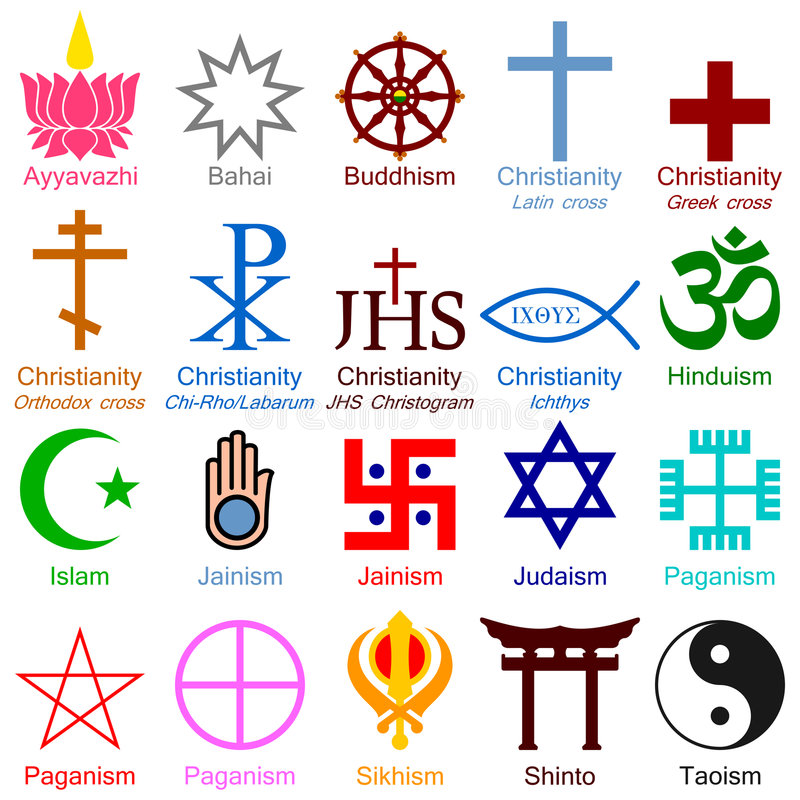 Ayyavazhi
Bahai
Buddhism
Christianity
Latin cross
Christianity
Greek cross
JHS
ΙΧΘΥΣ
Christianity
Orthodox cross
Christianity
Chi-Rho/Labarum
Christianity
JHS Christogram
Christianity
Ichthys
Hinduism
dreamstime
Islam
Jainism
Jainism
Judaism
Paganism
Paganism
Paganism
Sikhism
Shinto
Taoism